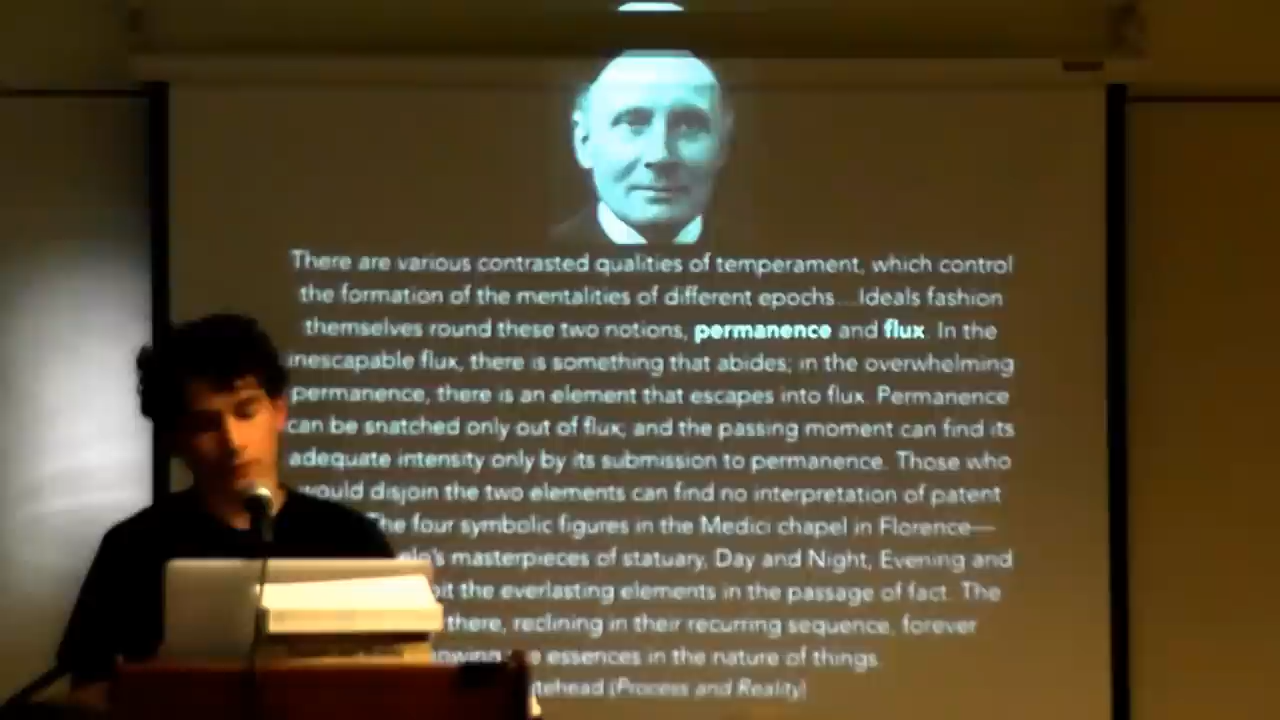 There are various contrasted qualities of temperament, which control
the formation of the mentalities of different epochs...Ideals fashion
themselves round these two notions, permanence and flux. In the
inescapable flux, there is something that abides; in the overwhelming
permanence, there is an element that escapes into flux. Permanence
can be snatched only out of flux; and the passing moment can find its
adequate intensity only by its submission to permanence. Those who
would disjoin the two elements can find no interpretation of patent
The four symbolic figures in the Medici chapel in Florence—
elo's masterpieces of statuary, Day and Night, Evening and
bit the everlasting elements in the passage of fact. The
there, reclining in their recurring sequence, forever
owing e essences in the nature of things.
tehead (Process and Reality)